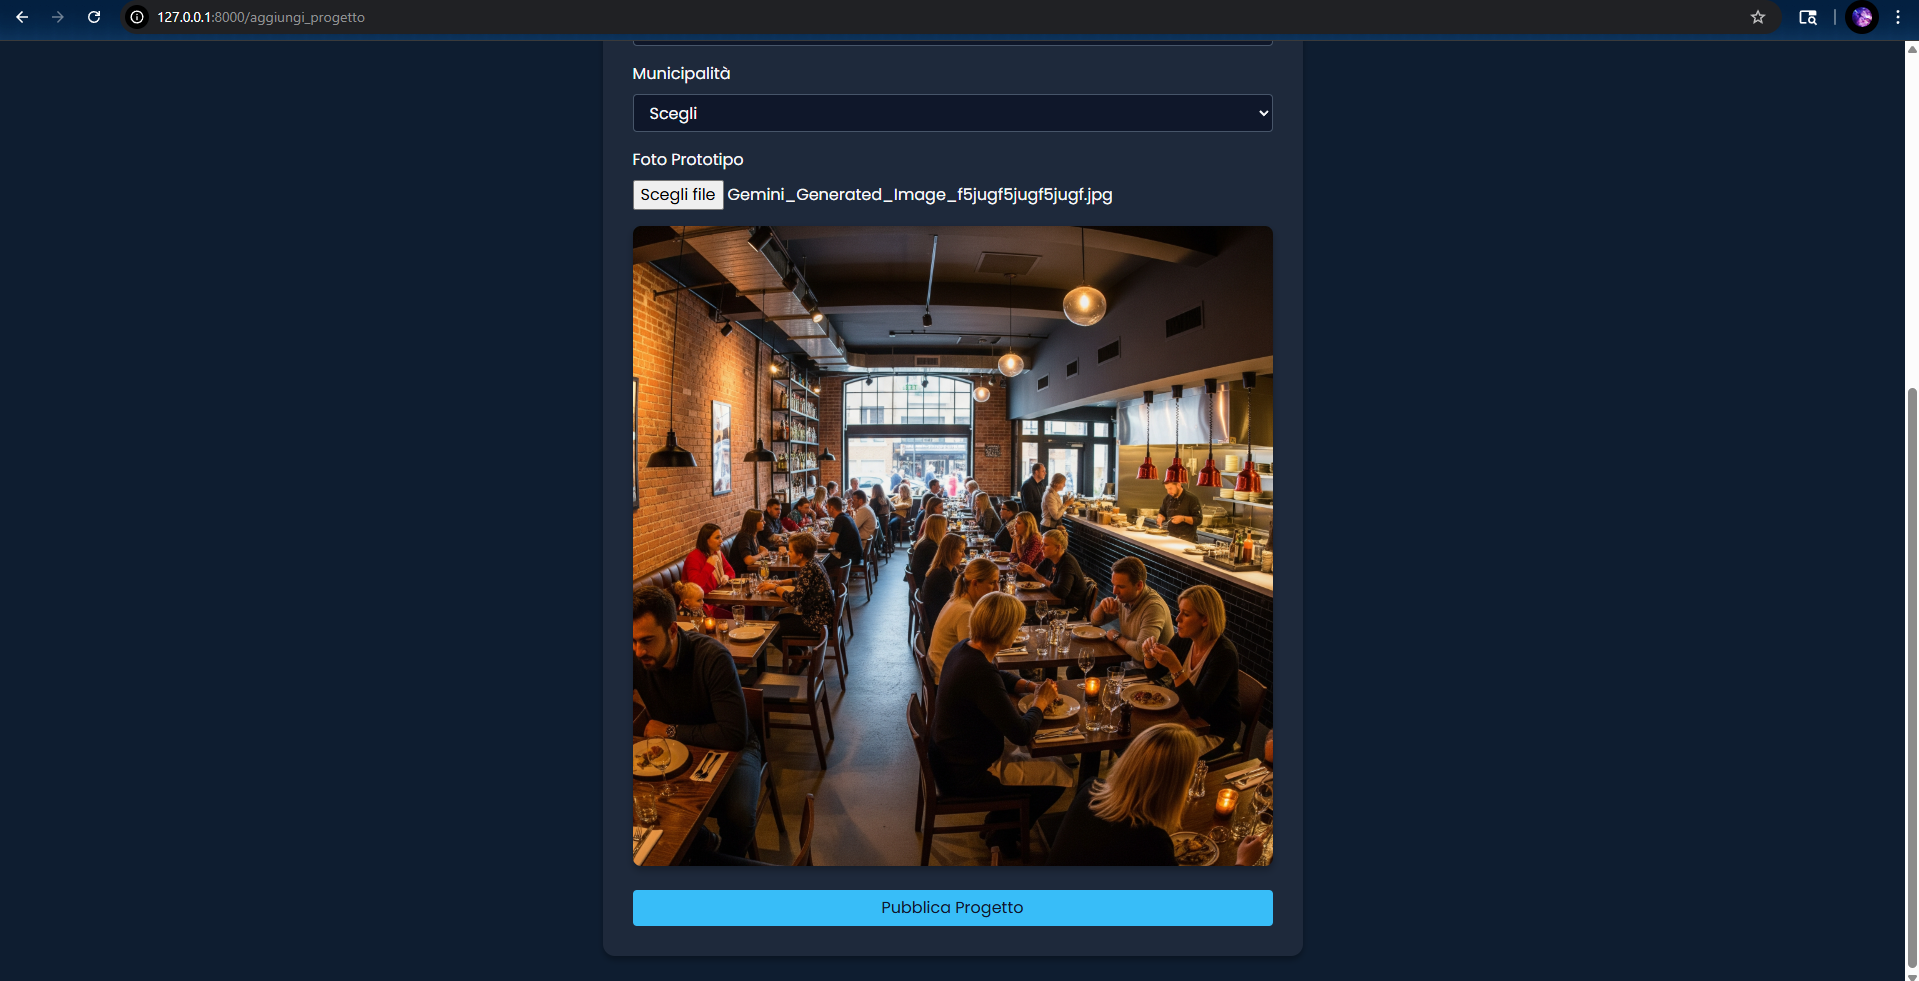 127.0.0.1:8000/aggiungi_progetto
Municipalità
Scegli
Foto Prototipo
Scegli file Gemini_Generated_Image_f5jugf5jugf5jugf.jpg
Pubblica Progetto